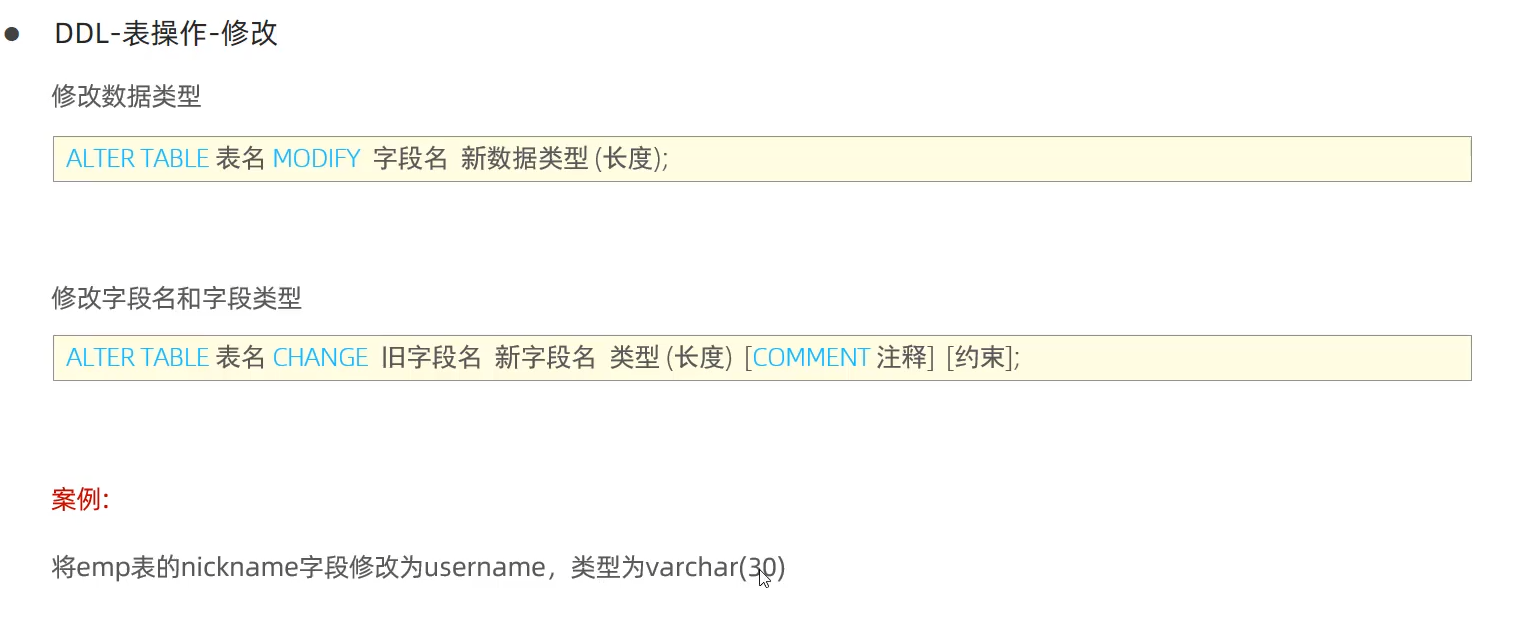 DDL-表操作-修改
修改数据类型
ALTER TABLE 表名 MODIFY 字段名 新数据类型 (长度);
修改字段名和字段类型
ALTER TABLE 表名 CHANGE 旧字段名 新字段名 类型 (长度) [COMMENT 注释] [约束];
案例:
将emp表的nickname字段修改为username，类型为varchar(30)